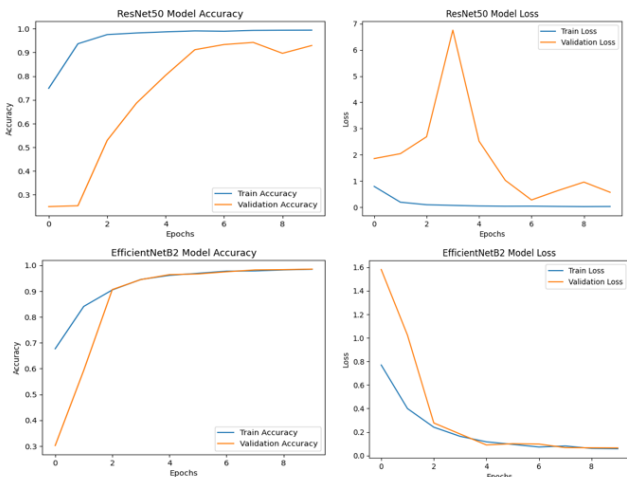 ResNet50 Model Accuracy
1.0
0.9
0.8
0.7
0.6
0.5
0.4
0.3
Accuracy
0 2 4 6 8
Epochs
Train Accuracy
Validation Accuracy
ResNet50 Model Loss
7
6
5
4
3
2
1
0
Loss
0 2 4 6 8
Epochs
Train Loss
Validation Loss
EfficientNetB2 Model Accuracy
1.0
0.9
0.8
0.7
0.6
0.5
0.4
0.3
Accuracy
0 2 4 6 8
Epochs
Train Accuracy
Validation Accuracy
EfficientNetB2 Model Loss
1.6
1.4
1.2
1.0
0.8
0.6
0.4
0.2
0.0
Loss
0 2 4 6 8
Epochs
Train Loss
Validation Loss